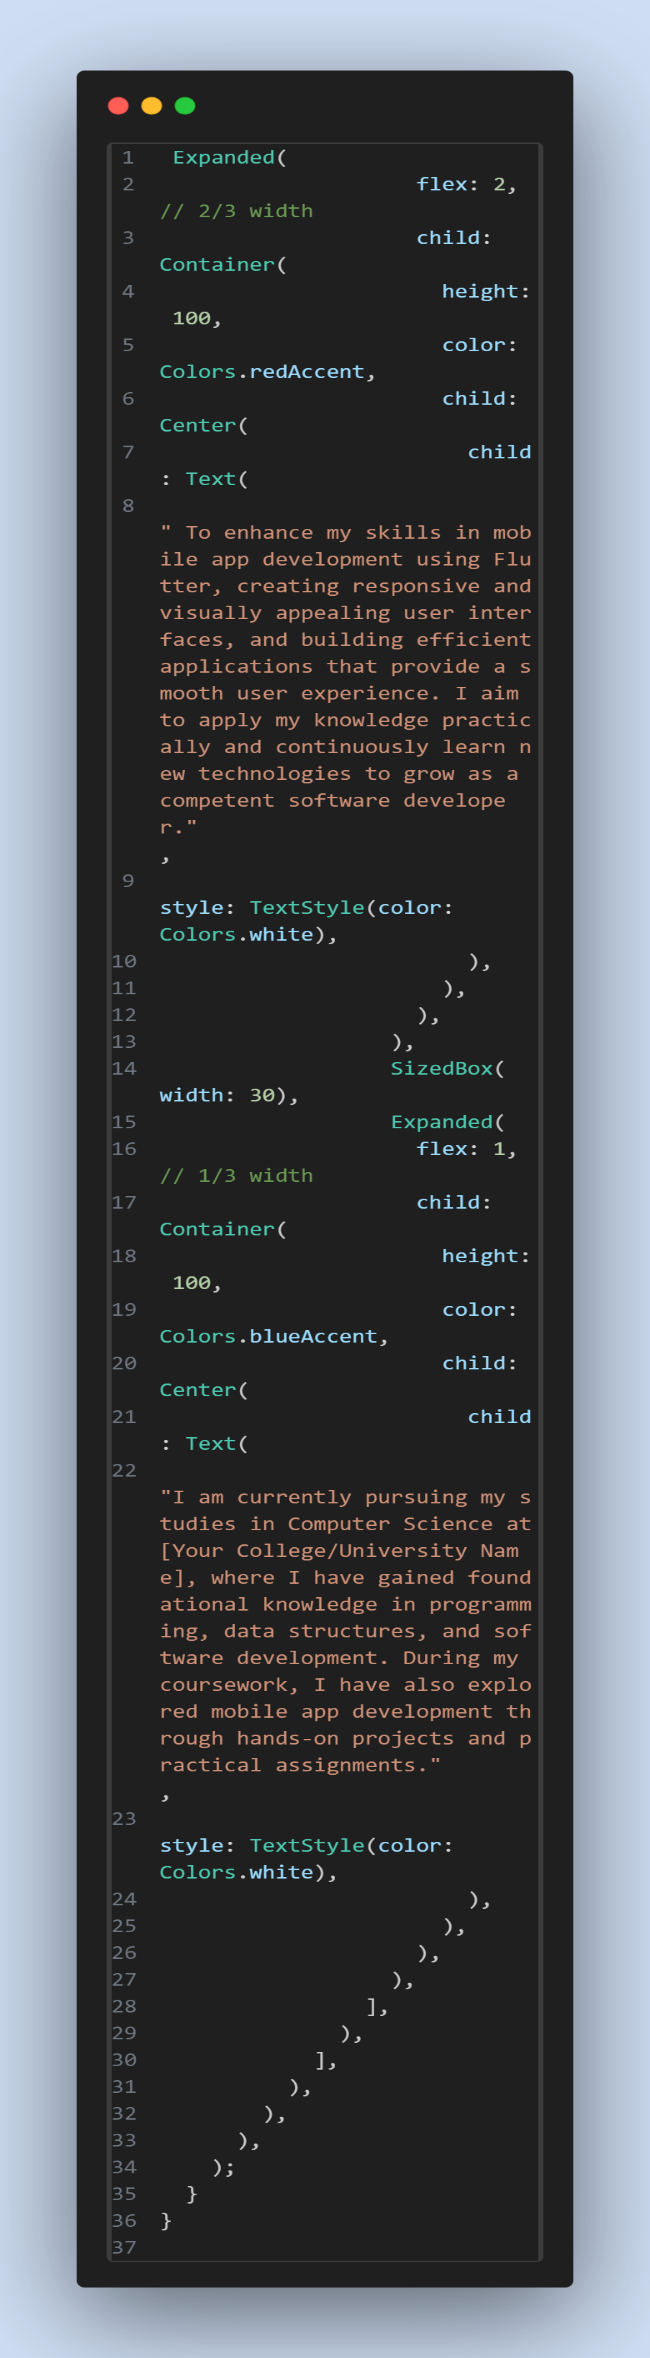 1 Expanded(
2 flex: 2,
// 2/3 width
3 child:
Container(
4 height:
100,
5 color:
Colors.redAccent,
6 child:
Center(
7 child
: Text(
8
" To enhance my skills in mob
ile app development using Flu
tter, creating responsive and
visually appealing user inter
faces, and building efficient
applications that provide a s
mooth user experience. I aim
to apply my knowledge practic
ally and continuously learn n
ew technologies to grow as a
competent software develope
r."
,
9
style: TextStyle(color:
Colors.white),
10 ),
11 ),
12 ),
13 ),
14 SizedBox(
width: 30),
15 Expanded(
16 flex: 1,
// 1/3 width
17 child:
Container(
18 height:
100,
19 color:
Colors.blueAccent,
20 child:
Center(
21 child
: Text(
22
"I am currently pursuing my s
tudies in Computer Science at
[Your College/University Nam
e], where I have gained found
ational knowledge in programm
ing, data structures, and sof
tware development. During my
coursework, I have also explo
red mobile app development th
rough hands-on projects and p
ractical assignments."
,
23
style: TextStyle(color:
Colors.white),
24 ),
25 ),
26 ),
27 ),
28 ],
29 ),
30 ],
31 ),
32 ),
33 ),
34 );
35 }
36 }
37